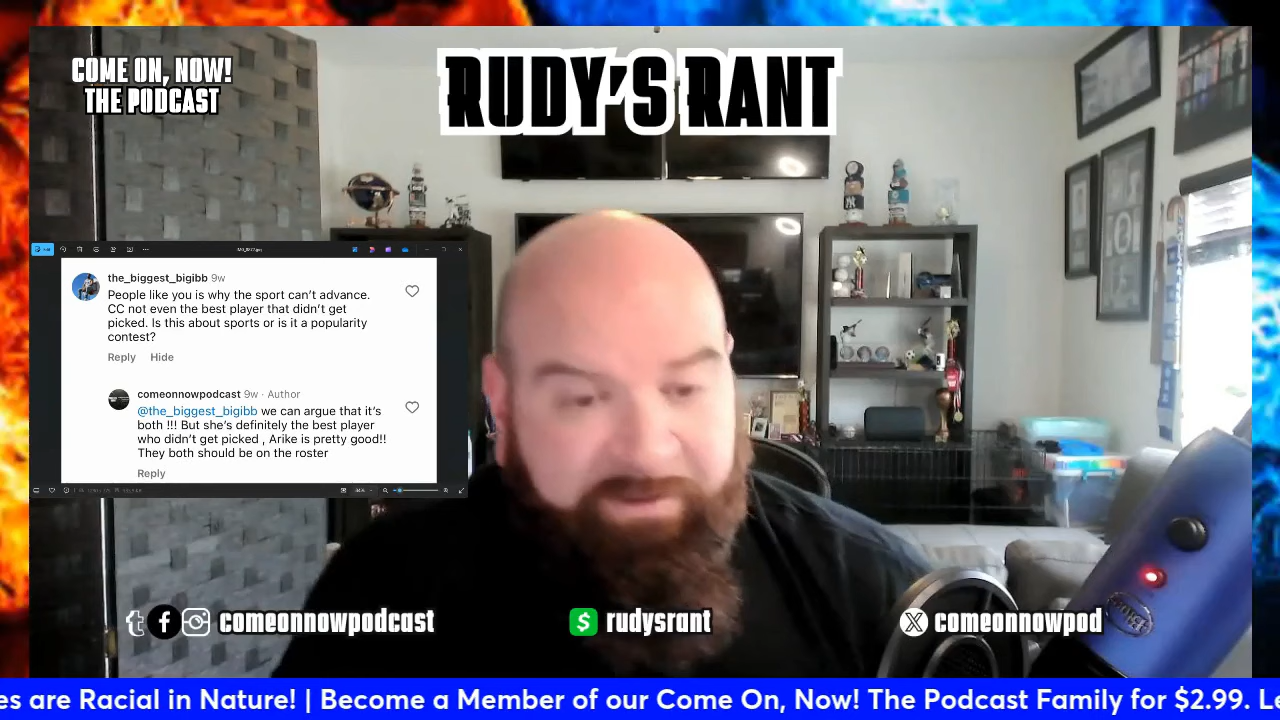 COME ON, NOW!
THE PODCAST
RUDY'S RANT
the_biggest_bigibb 9w
People like you is why the sport can't advance.
CC not even the best player that didn't get
picked. Is this about sports or is it a popularity
contest?
Reply Hide
comeonnowpodcast 9w · Author
@the_biggest_bigibb we can argue that it's
both !!! But she's definitely the best player
who didn't get picked , Arike is pretty good!!
They both should be on the roster
Reply
comeonnowpodcast
rudysrant
comeonnowpod
es are Racial in Nature! | Become a Member of our Come On, Now! The Podcast Family for $2.99. Le